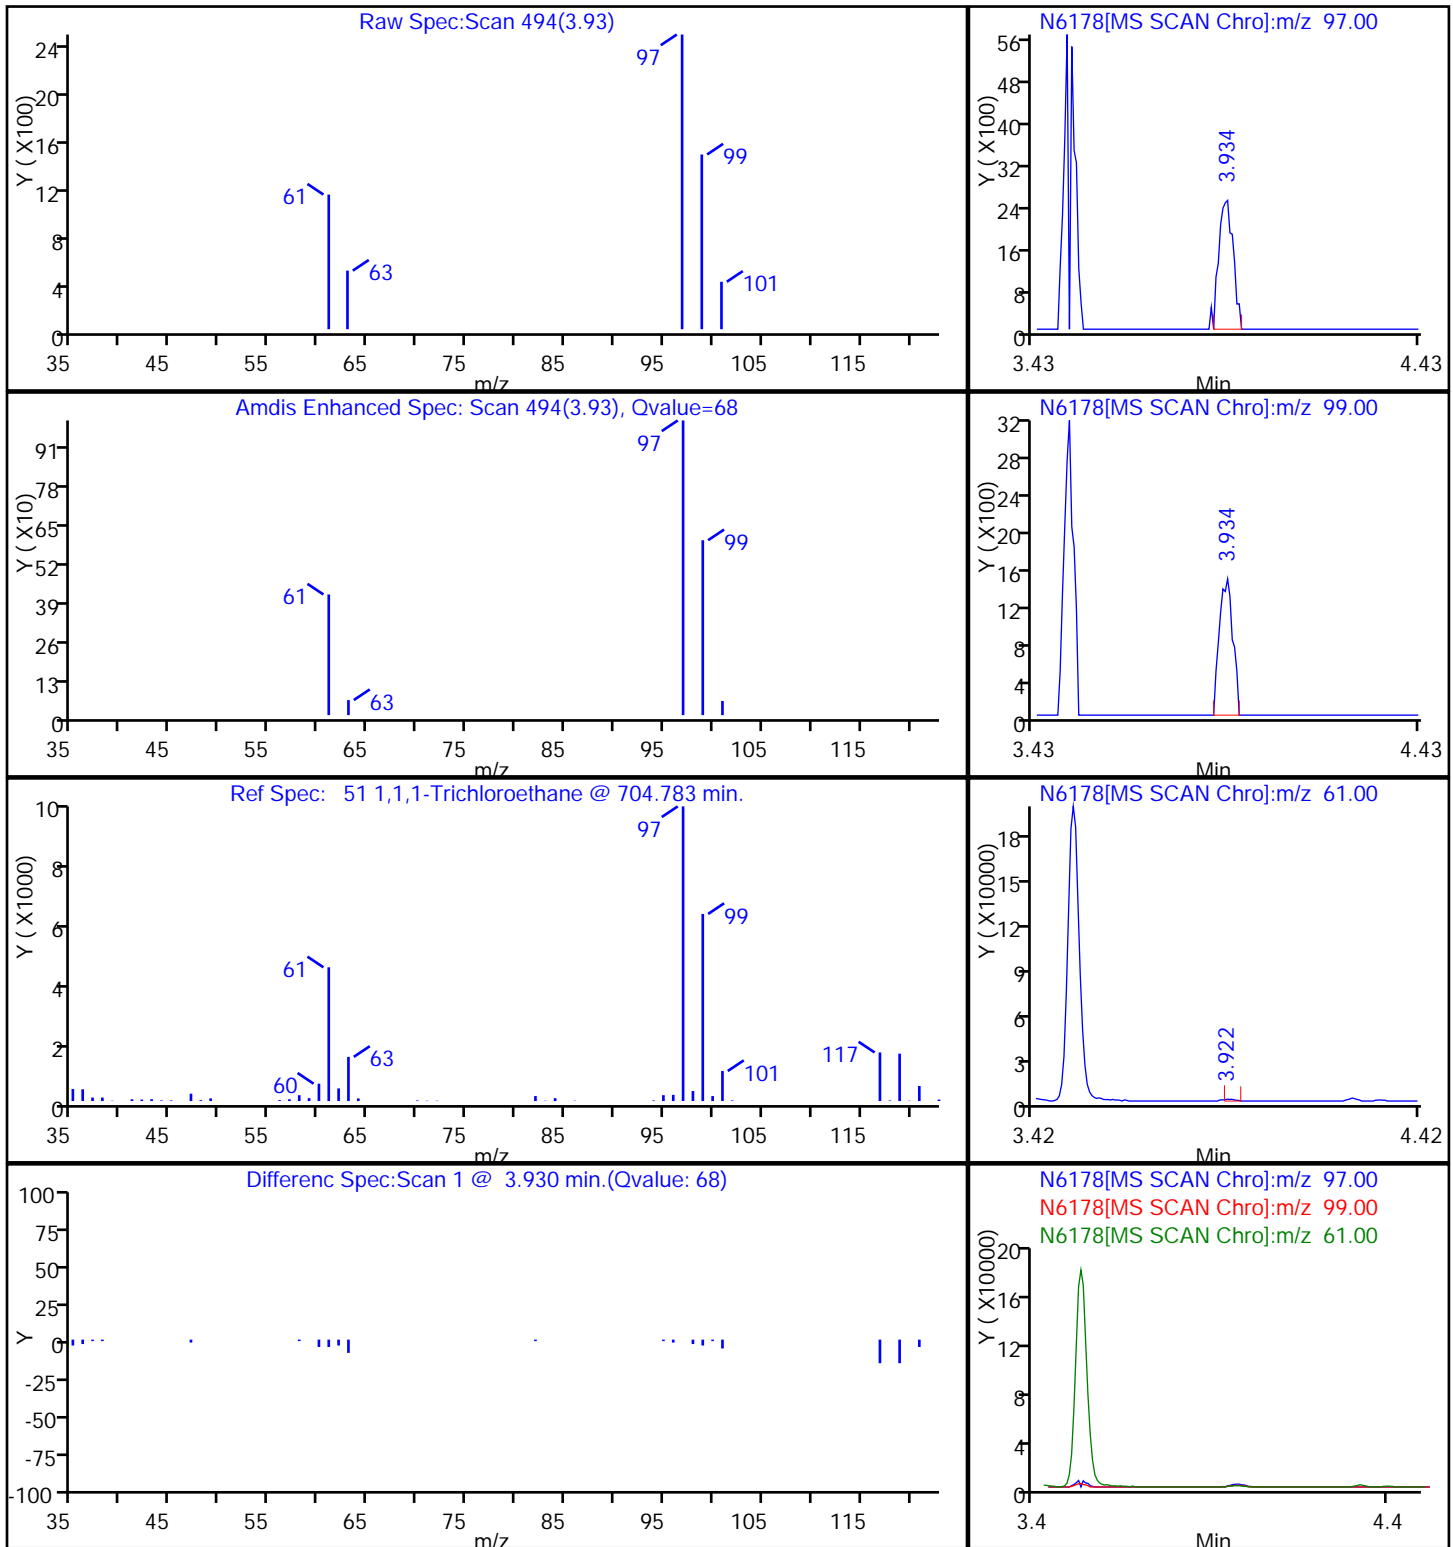 Raw Spec:Scan 494(3.93)
Y ( X100)
24
20
16
12
8
4
0
97
99
61
63
101
35 45 55 65 75 85 95 105 115
m/z
N6178[MS SCAN Chro]:m/z 97.00
Y ( X100)
56
48
40
32
24
16
8
0
3.934
3.43 4.43
Min
Amdis Enhanced Spec: Scan 494(3.93), Qvalue=68
Y ( X10)
91
78
65
52
39
26
13
0
97
99
61
63
35 45 55 65 75 85 95 105 115
m/z
N6178[MS SCAN Chro]:m/z 99.00
Y ( X100)
32
28
24
20
16
12
8
4
0
3.934
3.43 4.43
Min
Ref Spec: 51 1,1,1-Trichloroethane @ 704.783 min.
Y ( X1000)
10
8
6
4
2
0
97
99
61
63
117
101
60
35 45 55 65 75 85 95 105 115
m/z
N6178[MS SCAN Chro]:m/z 61.00
Y ( X10000)
18
15
12
9
6
3
0
3.922
3.42 4.42
Min
Differenc Spec:Scan 1 @ 3.930 min.(Qvalue: 68)
Y
100
75
50
25
0
-25
-50
-75
-100
35 45 55 65 75 85 95 105 115
m/z
N6178[MS SCAN Chro]:m/z 97.00
N6178[MS SCAN Chro]:m/z 99.00
N6178[MS SCAN Chro]:m/z 61.00
Y ( X10000)
20
16
12
8
4
0
3.4 4.4
Min